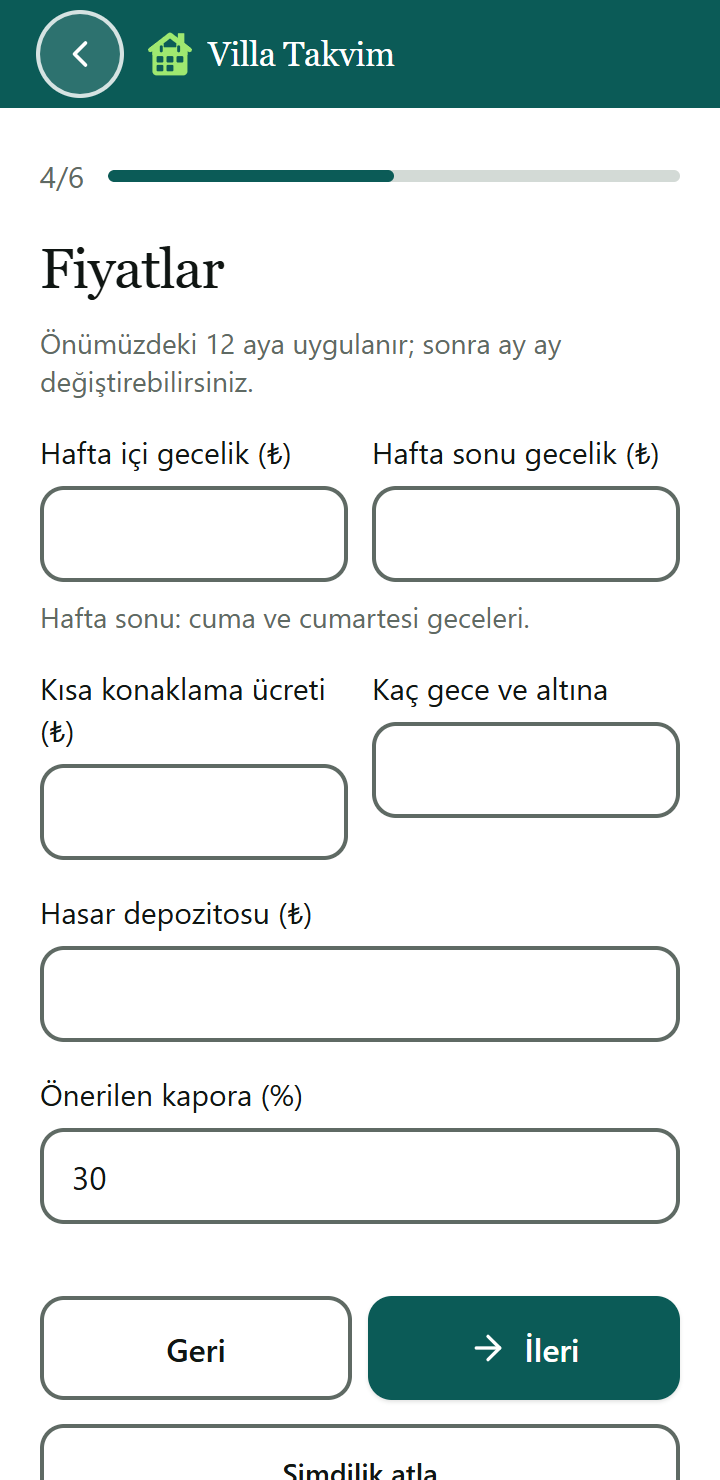 Villa Takvim
4/6
Fiyatlar
Önümüzdeki 12 aya uygulanır; sonra ay ay
değiştirebilirsiniz.
Hafta içi gecelik (₺)
Hafta sonu gecelik (₺)
Hafta sonu: cuma ve cumartesi geceleri.
Kısa konaklama ücreti
(₺)
Kaç gece ve altına
Hasar depozitosu (₺)
Önerilen kapora (%)
30
Geri
İleri
Şimdilik atla